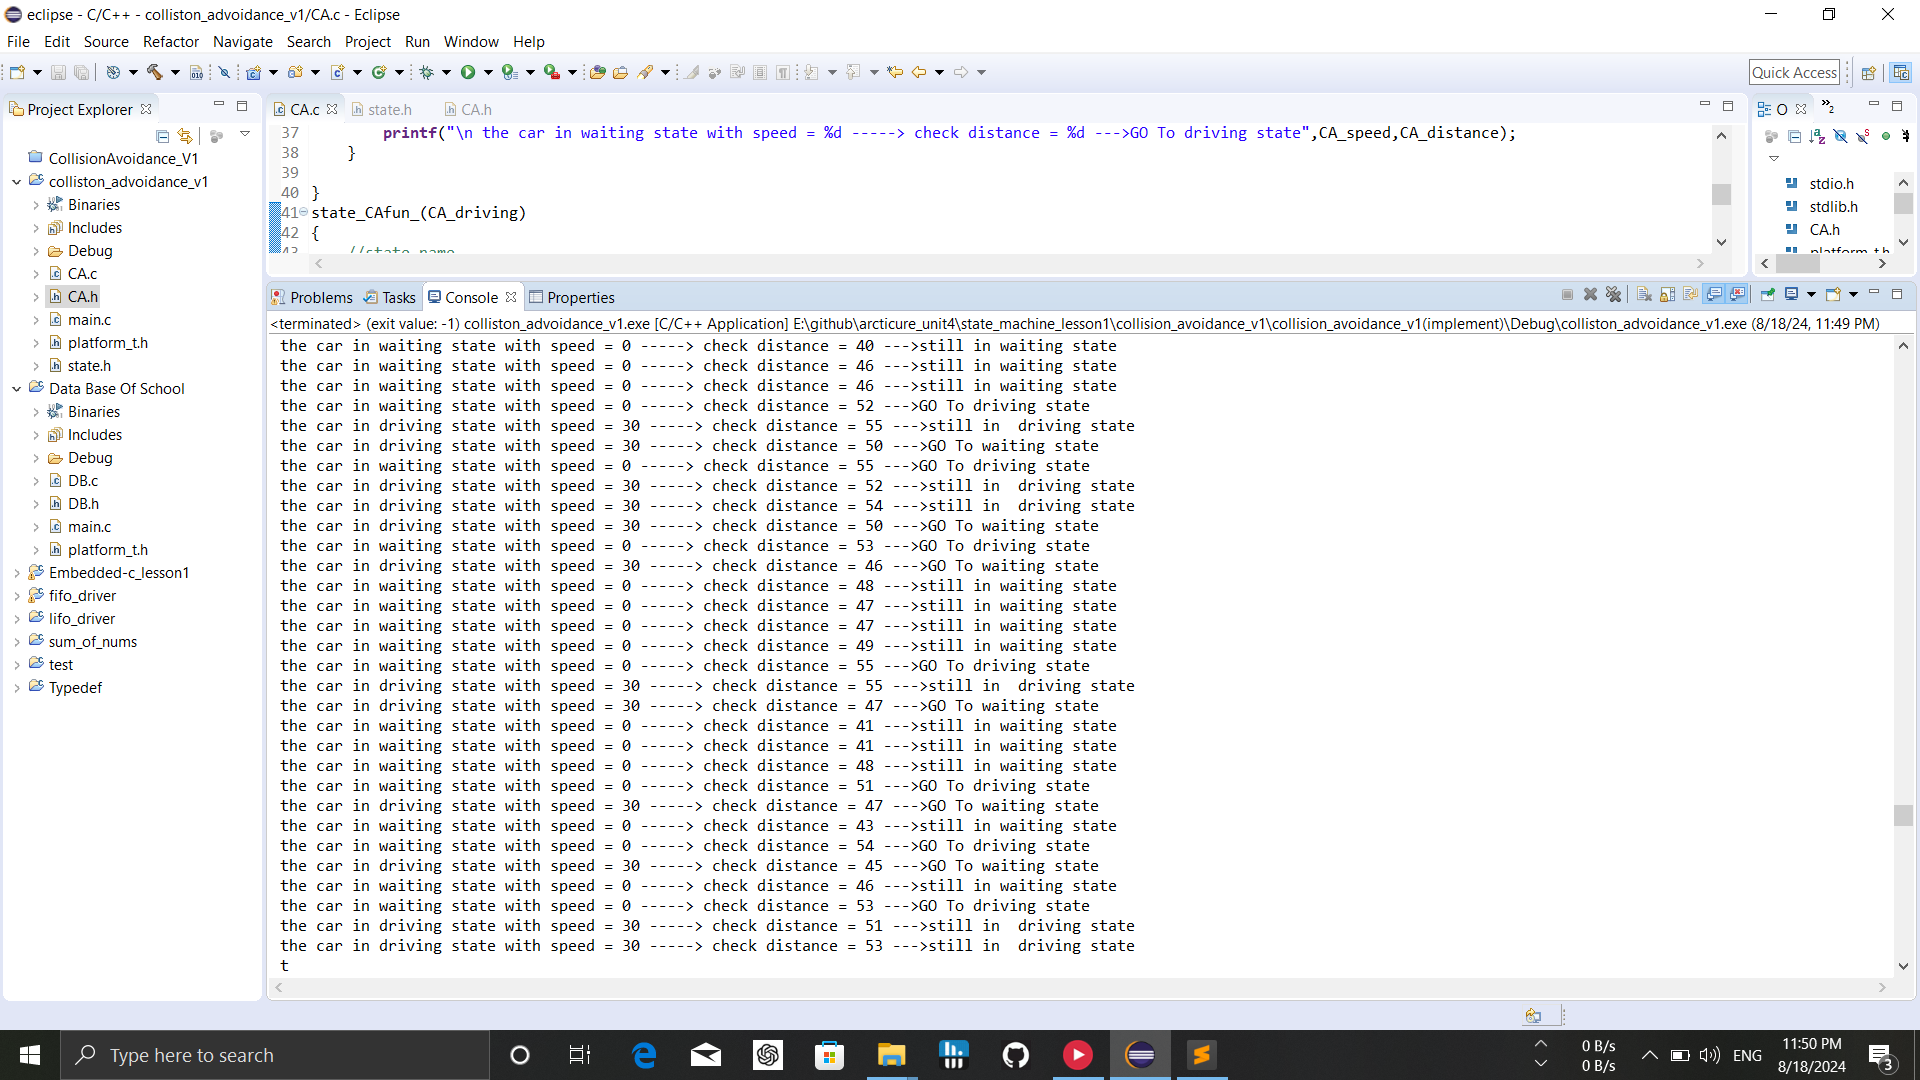 eclipse - C/C++ - colliston_advoidance_v1/CA.c - Eclipse
File Edit Source Refactor Navigate Search Project Run Window Help
Quick Access
Project Explorer
CollisionAvoidance_V1
colliston_advoidance_v1
Binaries
Includes
Debug
CA.c
CA.h
main.c
platform_t.h
state.h
Data Base Of School
Binaries
Includes
Debug
DB.c
DB.h
main.c
platform_t.h
Embedded-c_lesson1
fifo_driver
lifo_driver
sum_of_nums
test
Typedef
CA.c state.h CA.h
37 printf("\n the car in waiting state with speed = %d -----> check distance = %d --->GO To driving state",CA_speed,CA_distance);
38 }
39
40 }
41 state_CAfun_(CA_driving)
42 {
43 //state name
O 2
stdio.h
stdlib.h
CA.h
platform_t.h
Problems Tasks Console Properties
<terminated> (exit value: -1) colliston_advoidance_v1.exe [C/C++ Application] E:\github\arcticure_unit4\state_machine_lesson1\collision_avoidance_v1\collision_avoidance_v1(implement)\Debug\colliston_advoidance_v1.exe (8/18/24, 11:49 PM)
the car in waiting state with speed = 0 -----> check distance = 40 --->still in waiting state
the car in waiting state with speed = 0 -----> check distance = 46 --->still in waiting state
the car in waiting state with speed = 0 -----> check distance = 46 --->still in waiting state
the car in waiting state with speed = 0 -----> check distance = 52 --->GO To driving state
the car in driving state with speed = 30 -----> check distance = 55 --->still in  driving state
the car in driving state with speed = 30 -----> check distance = 50 --->GO To waiting state
the car in waiting state with speed = 0 -----> check distance = 55 --->GO To driving state
the car in driving state with speed = 30 -----> check distance = 52 --->still in  driving state
the car in driving state with speed = 30 -----> check distance = 54 --->still in  driving state
the car in driving state with speed = 30 -----> check distance = 50 --->GO To waiting state
the car in waiting state with speed = 0 -----> check distance = 53 --->GO To driving state
the car in driving state with speed = 30 -----> check distance = 46 --->GO To waiting state
the car in waiting state with speed = 0 -----> check distance = 48 --->still in waiting state
the car in waiting state with speed = 0 -----> check distance = 47 --->still in waiting state
the car in waiting state with speed = 0 -----> check distance = 47 --->still in waiting state
the car in waiting state with speed = 0 -----> check distance = 49 --->still in waiting state
the car in waiting state with speed = 0 -----> check distance = 55 --->GO To driving state
the car in driving state with speed = 30 -----> check distance = 55 --->still in  driving state
the car in driving state with speed = 30 -----> check distance = 47 --->GO To waiting state
the car in waiting state with speed = 0 -----> check distance = 41 --->still in waiting state
the car in waiting state with speed = 0 -----> check distance = 41 --->still in waiting state
the car in waiting state with speed = 0 -----> check distance = 48 --->still in waiting state
the car in waiting state with speed = 0 -----> check distance = 51 --->GO To driving state
the car in driving state with speed = 30 -----> check distance = 47 --->GO To waiting state
the car in waiting state with speed = 0 -----> check distance = 43 --->still in waiting state
the car in waiting state with speed = 0 -----> check distance = 54 --->GO To driving state
the car in driving state with speed = 30 -----> check distance = 45 --->GO To waiting state
the car in waiting state with speed = 0 -----> check distance = 46 --->still in waiting state
the car in waiting state with speed = 0 -----> check distance = 53 --->GO To driving state
the car in driving state with speed = 30 -----> check distance = 51 --->still in  driving state
the car in driving state with speed = 30 -----> check distance = 53 --->still in  driving state
t
Type here to search
0 B/s
0 B/s
ENG
11:50 PM
8/18/2024
3